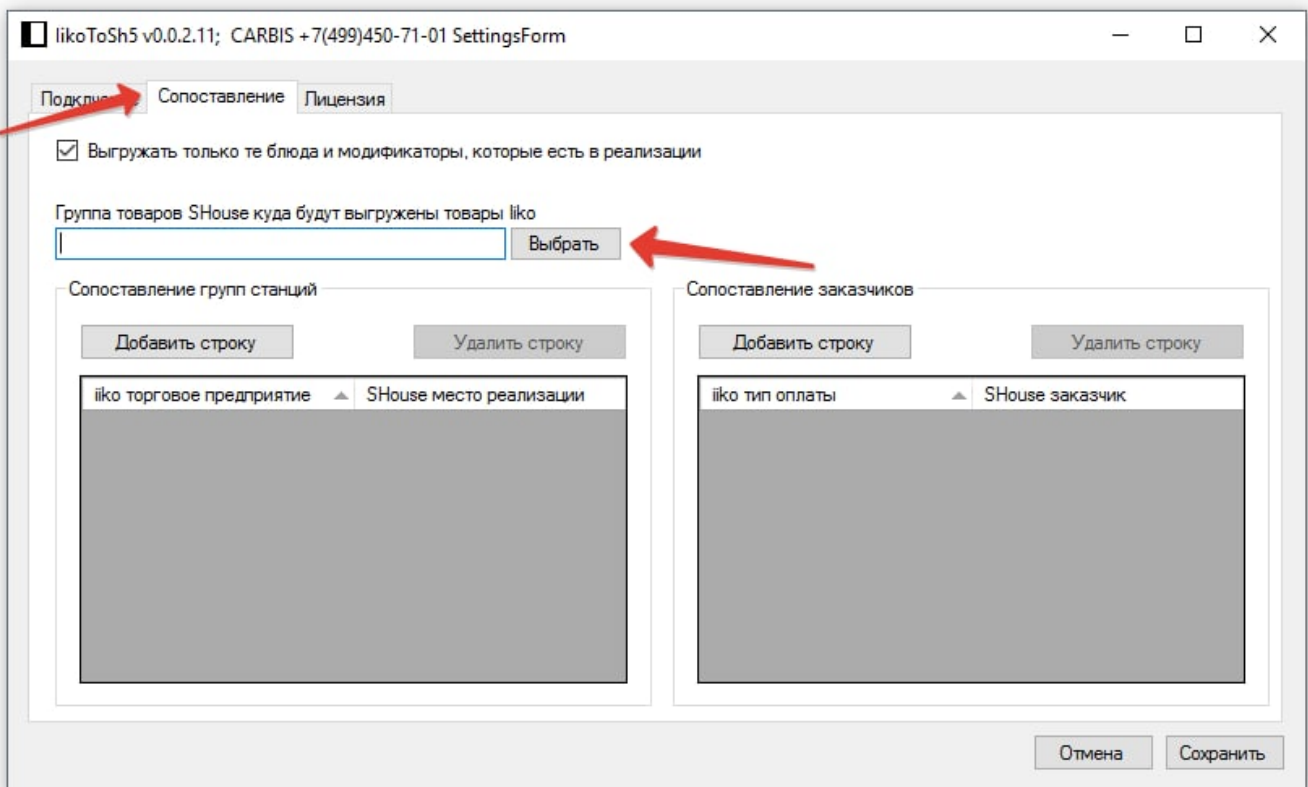 IikoToSh5 v0.0.2.11; CARBIS +7(499)450-71-01 SettingsForm
Сопоставление Лицензия
Выгружать только те блюда и модификаторы, которые есть в реализации
Группа товаров SHouse куда будут выгружены товары Iiko
Выбрать
Сопоставление групп станций
Добавить строку Удалить строку
iiko торговое предприятие SHouse место реализации
Сопоставление заказчиков
Добавить строку Удалить строку
iiko тип оплаты SHouse заказчик
Отмена Сохранить